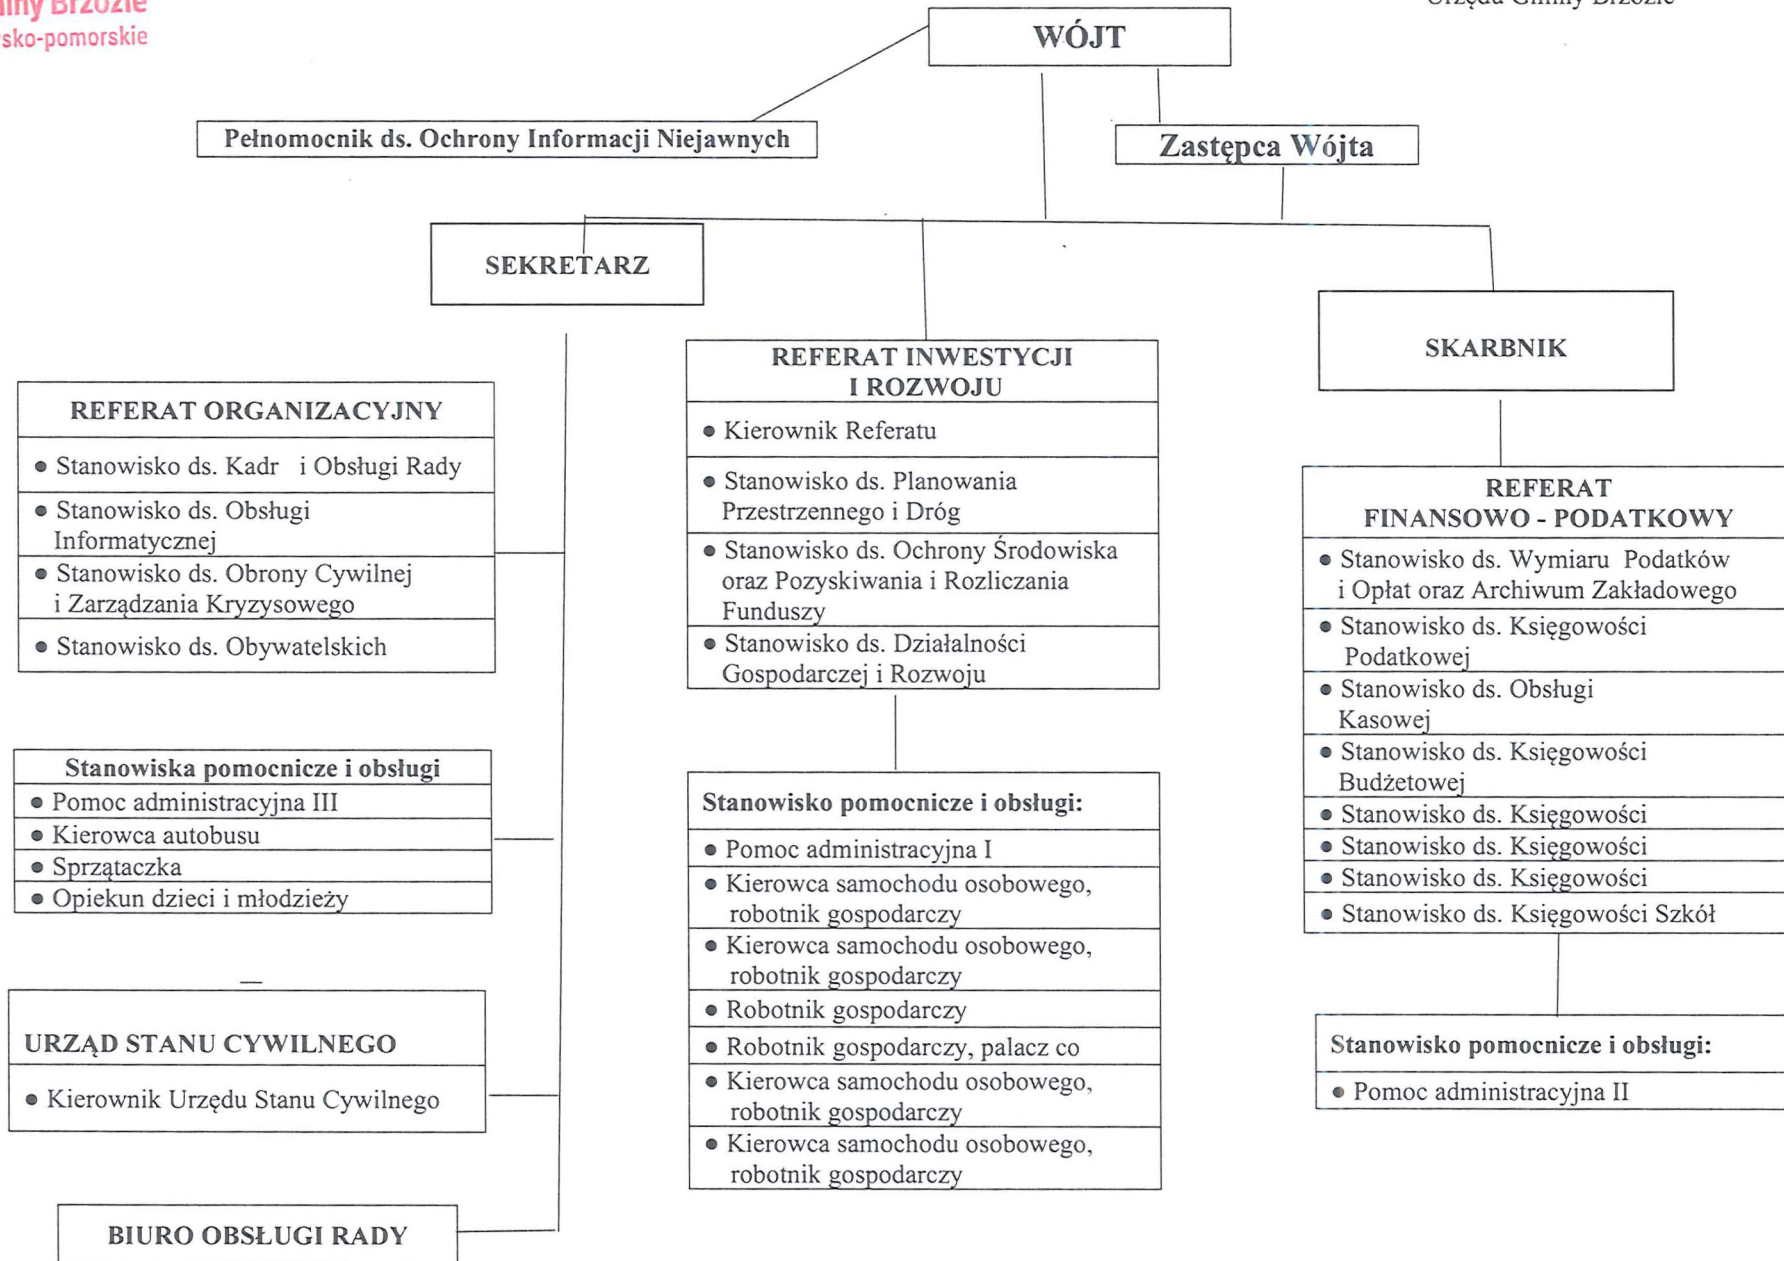 Brzozie
sko-pomorskie
Urzędu Gminy Brzozie
WÓJT
Pełnomocnik ds. Ochrony Informacji Niejawnych
Zastępca Wójta
SEKRETARZ
REFERAT ORGANIZACYJNY
● Stanowisko ds. Kadr i Obsługi Rady
● Stanowisko ds. Obsługi
Informatycznej
● Stanowisko ds. Obrony Cywilnej
i Zarządzania Kryzysowego
● Stanowisko ds. Obywatelskich
Stanowiska pomocnicze i obsługi
● Pomoc administracyjna III
● Kierowca autobusu
● Sprzątaczka
● Opiekun dzieci i młodzieży
URZĄD STANU CYWILNEGO
● Kierownik Urzędu Stanu Cywilnego
BIURO OBSŁUGI RADY
REFERAT INWESTYCJI
I ROZWOJU
● Kierownik Referatu
● Stanowisko ds. Planowania
Przestrzennego i Dróg
● Stanowisko ds. Ochrony Środowiska
oraz Pozyskiwania i Rozliczania
Funduszy
● Stanowisko ds. Działalności
Gospodarczej i Rozwoju
Stanowisko pomocnicze i obsługi:
● Pomoc administracyjna I
● Kierowca samochodu osobowego,
robotnik gospodarczy
● Kierowca samochodu osobowego,
robotnik gospodarczy
● Robotnik gospodarczy
● Robotnik gospodarczy, palacz co
● Kierowca samochodu osobowego,
robotnik gospodarczy
● Kierowca samochodu osobowego,
robotnik gospodarczy
SKARBNIK
REFERAT
FINANSOWO - PODATKOWY
● Stanowisko ds. Wymiaru Podatków
i Opłat oraz Archiwum Zakładowego
● Stanowisko ds. Księgowości
Podatkowej
● Stanowisko ds. Obsługi
Kasowej
● Stanowisko ds. Księgowości
Budżetowej
● Stanowisko ds. Księgowości
● Stanowisko ds. Księgowości
● Stanowisko ds. Księgowości
● Stanowisko ds. Księgowości Szkół
Stanowisko pomocnicze i obsługi:
● Pomoc administracyjna II